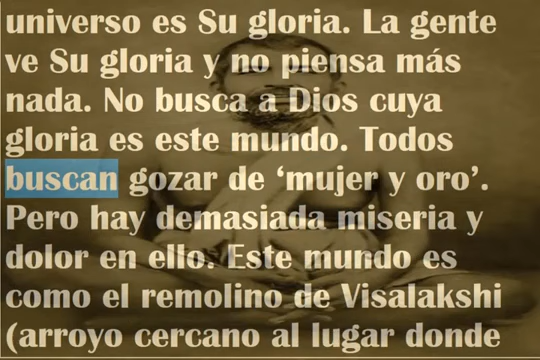 universo es Su gloria. La gente
ve Su gloria y no piensa más
nada. No busca a Dios cuya
gloria es este mundo. Todos
buscan gozar de ‘mujer y oro’.
Pero hay demasiada miseria y
dolor en ello. Este mundo es
como el remolino de Visalakshi
(arroyo cercano al lugar donde